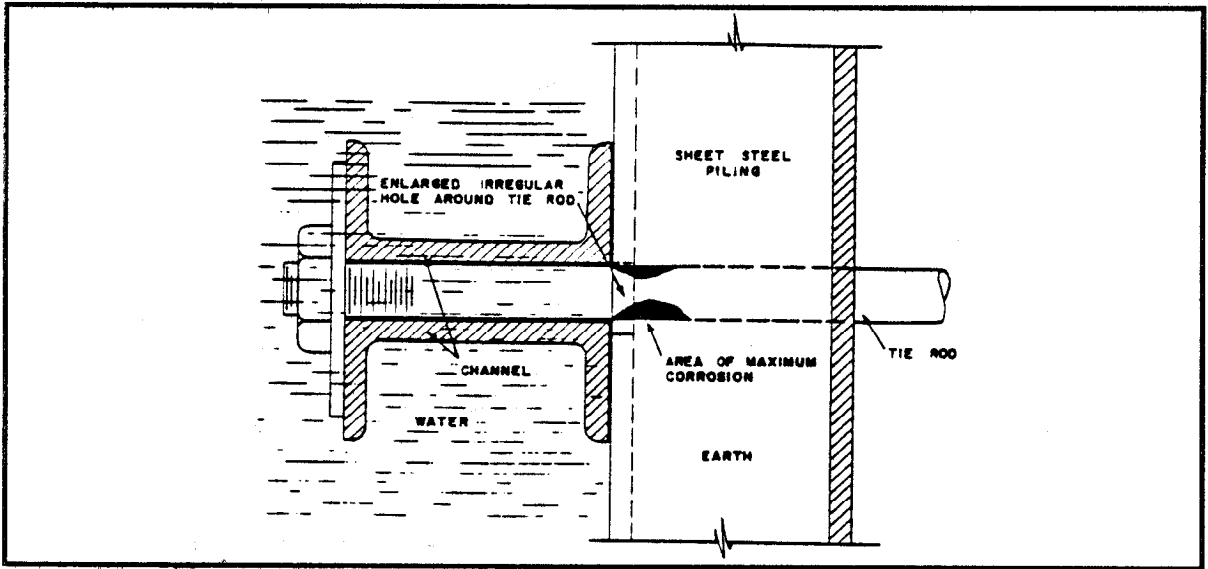 SHEET STEEL
PILING
ENLARGED IRREGULAR
HOLE AROUND TIE ROD
TIE ROD
AREA OF MAXIMUM
CORROSION
CHANNEL
WATER
EARTH